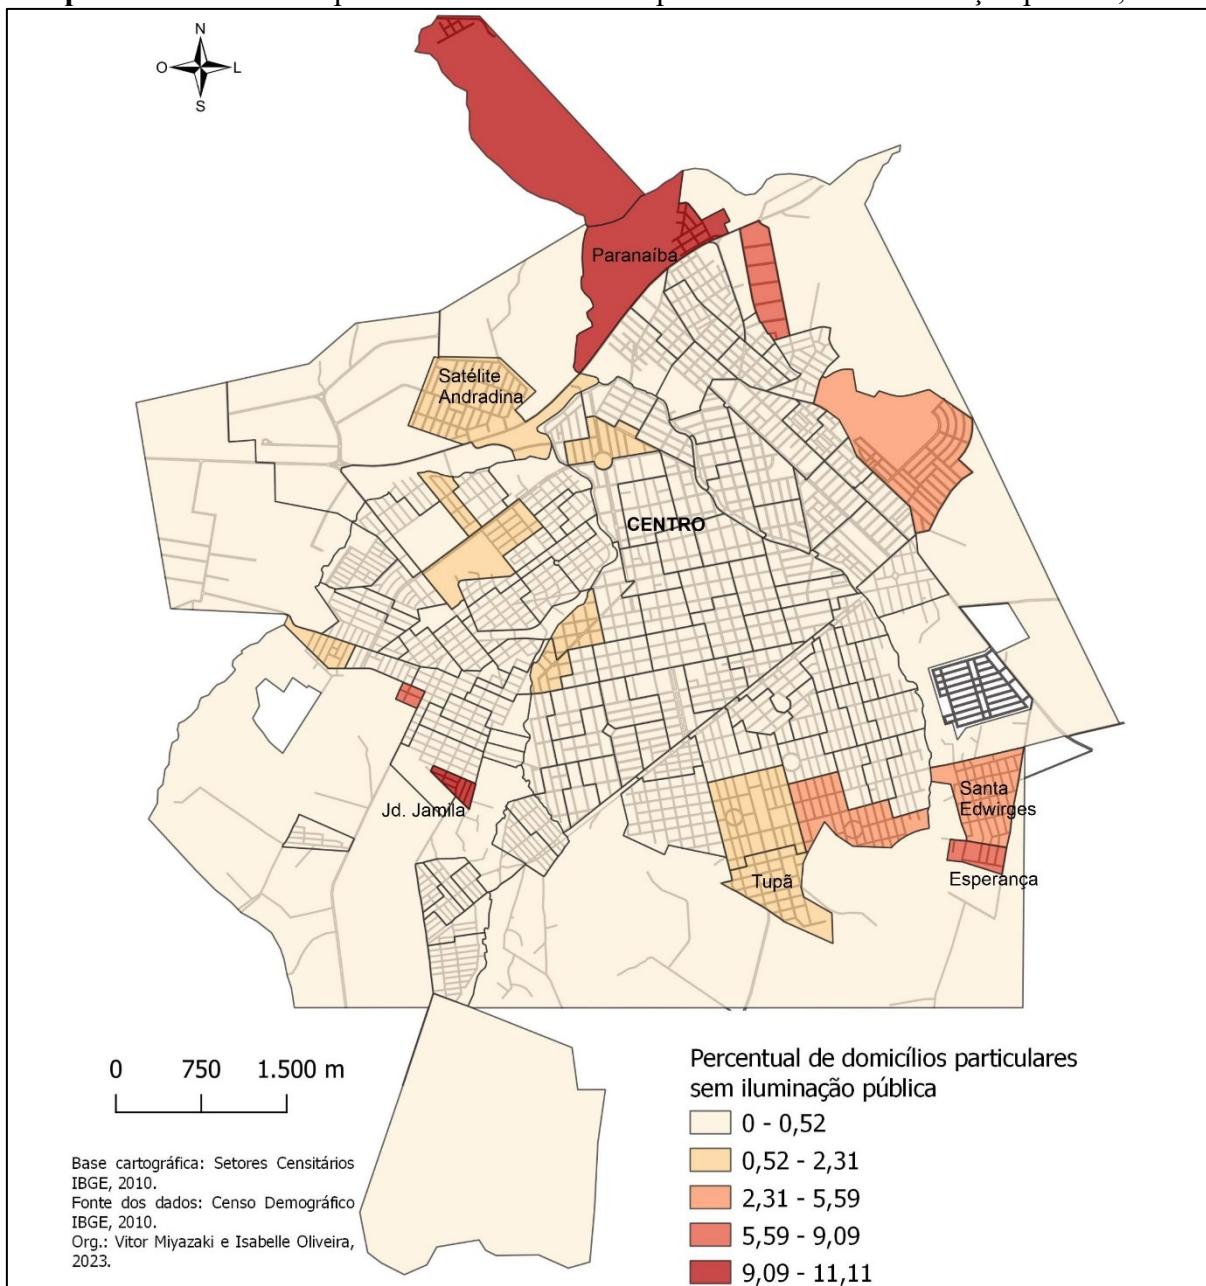 N
O L
S
Paranaíba
Satélite
Andradina
CENTRO
Jd. Jamila
Santa
Edwirges
Tupã
Esperança
0 750 1.500 m
Percentual de domicílios particulares
sem iluminação pública
0 - 0,52
0,52 - 2,31
2,31 - 5,59
5,59 - 9,09
9,09 - 11,11
Base cartográfica: Setores Censitários
IBGE, 2010.
Fonte dos dados: Censo Demográfico
IBGE, 2010.
Org.: Vitor Miyazaki e Isabelle Oliveira,
2023.